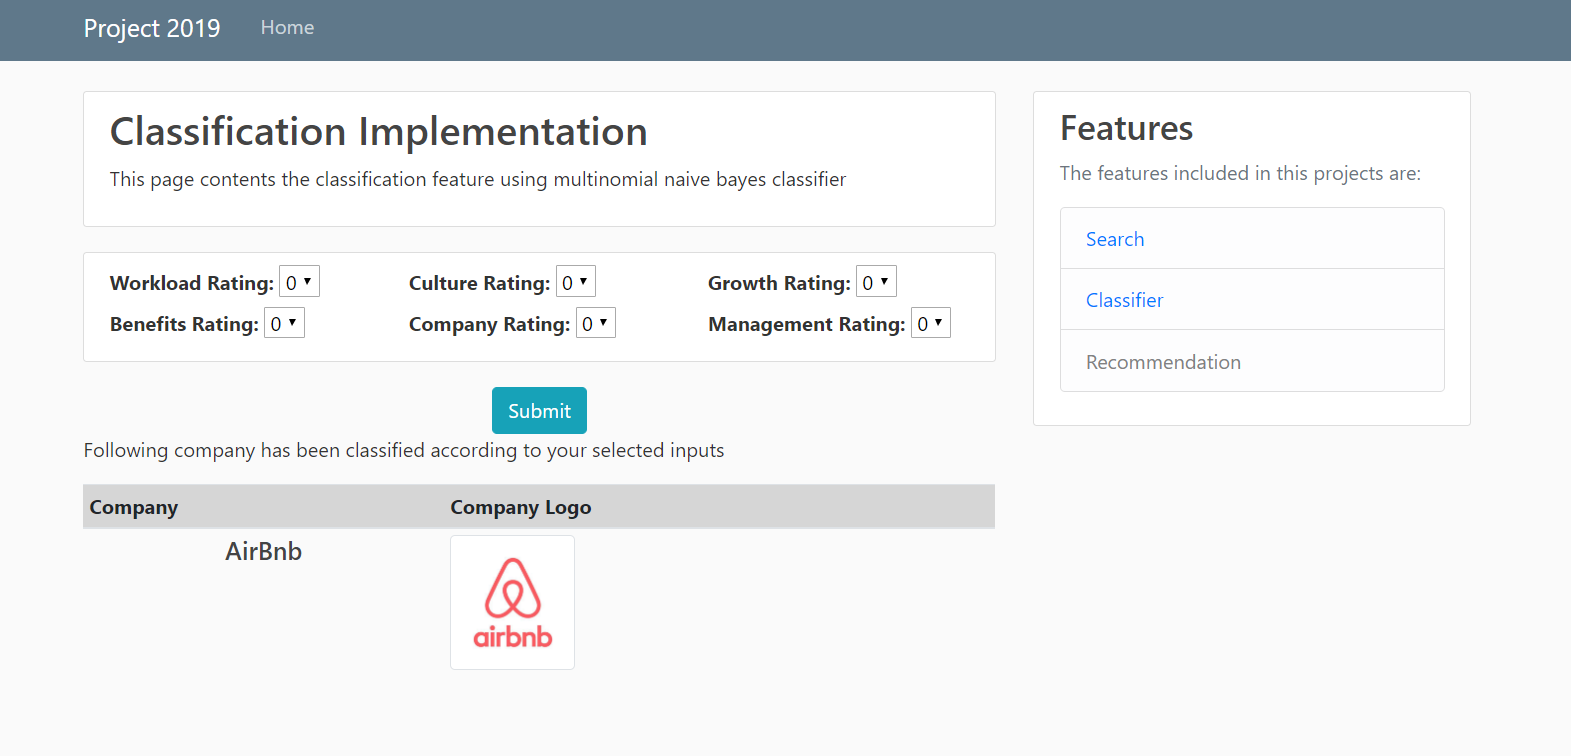 Project 2019 Home
Classification Implementation
This page contents the classification feature using multinomial naive bayes classifier
Workload Rating: 0 Culture Rating: 0 Growth Rating: 0
Benefits Rating: 0 Company Rating: 0 Management Rating: 0
Submit
Following company has been classified according to your selected inputs
Company Company Logo
AirBnb
airbnb
Features
The features included in this projects are:
Search
Classifier
Recommendation